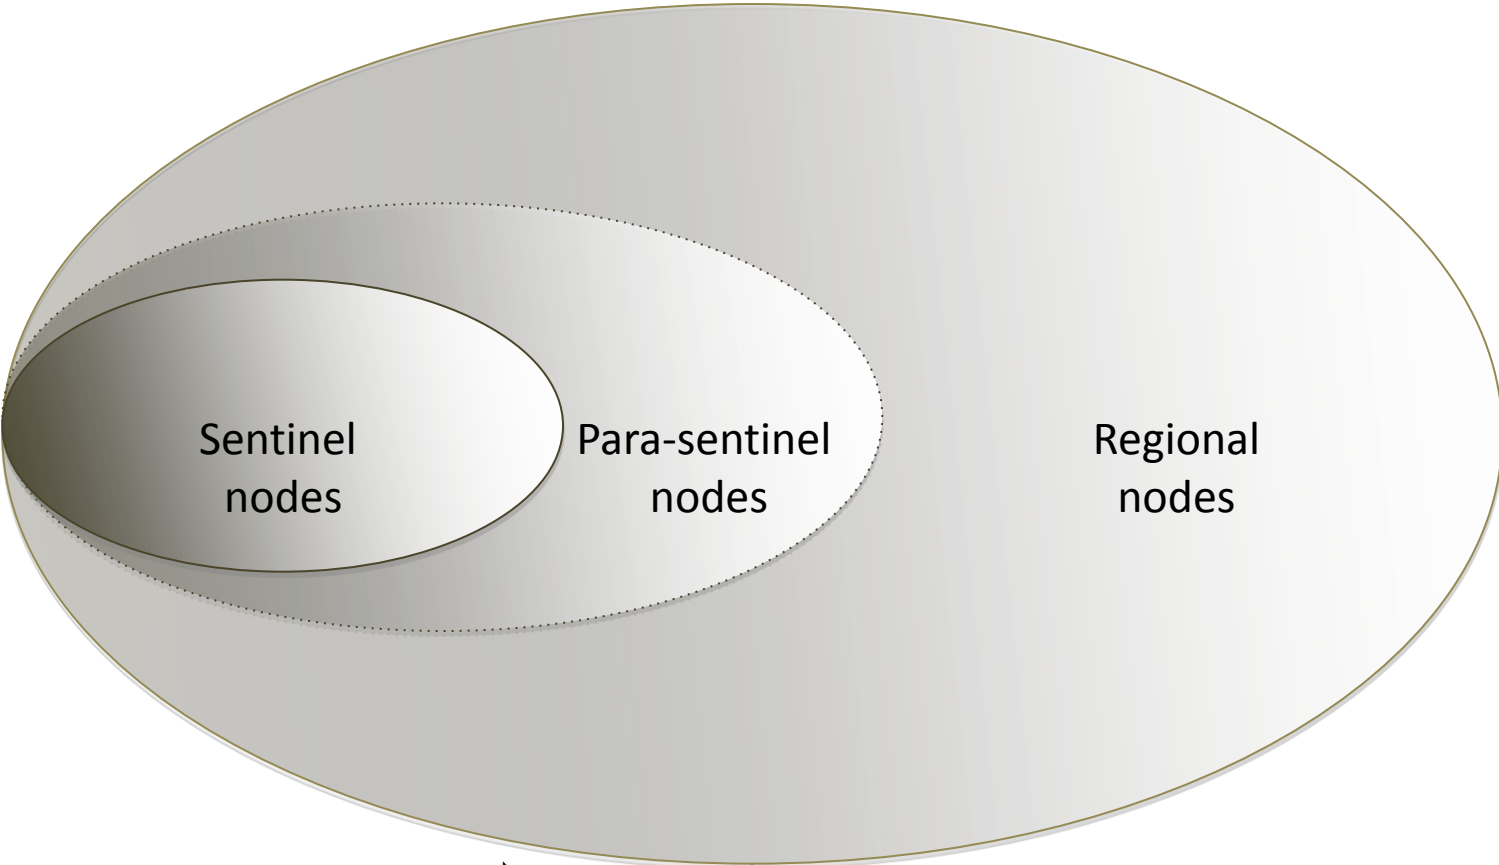 Sentinel
nodes
Para-sentinel
nodes
Regional
nodes